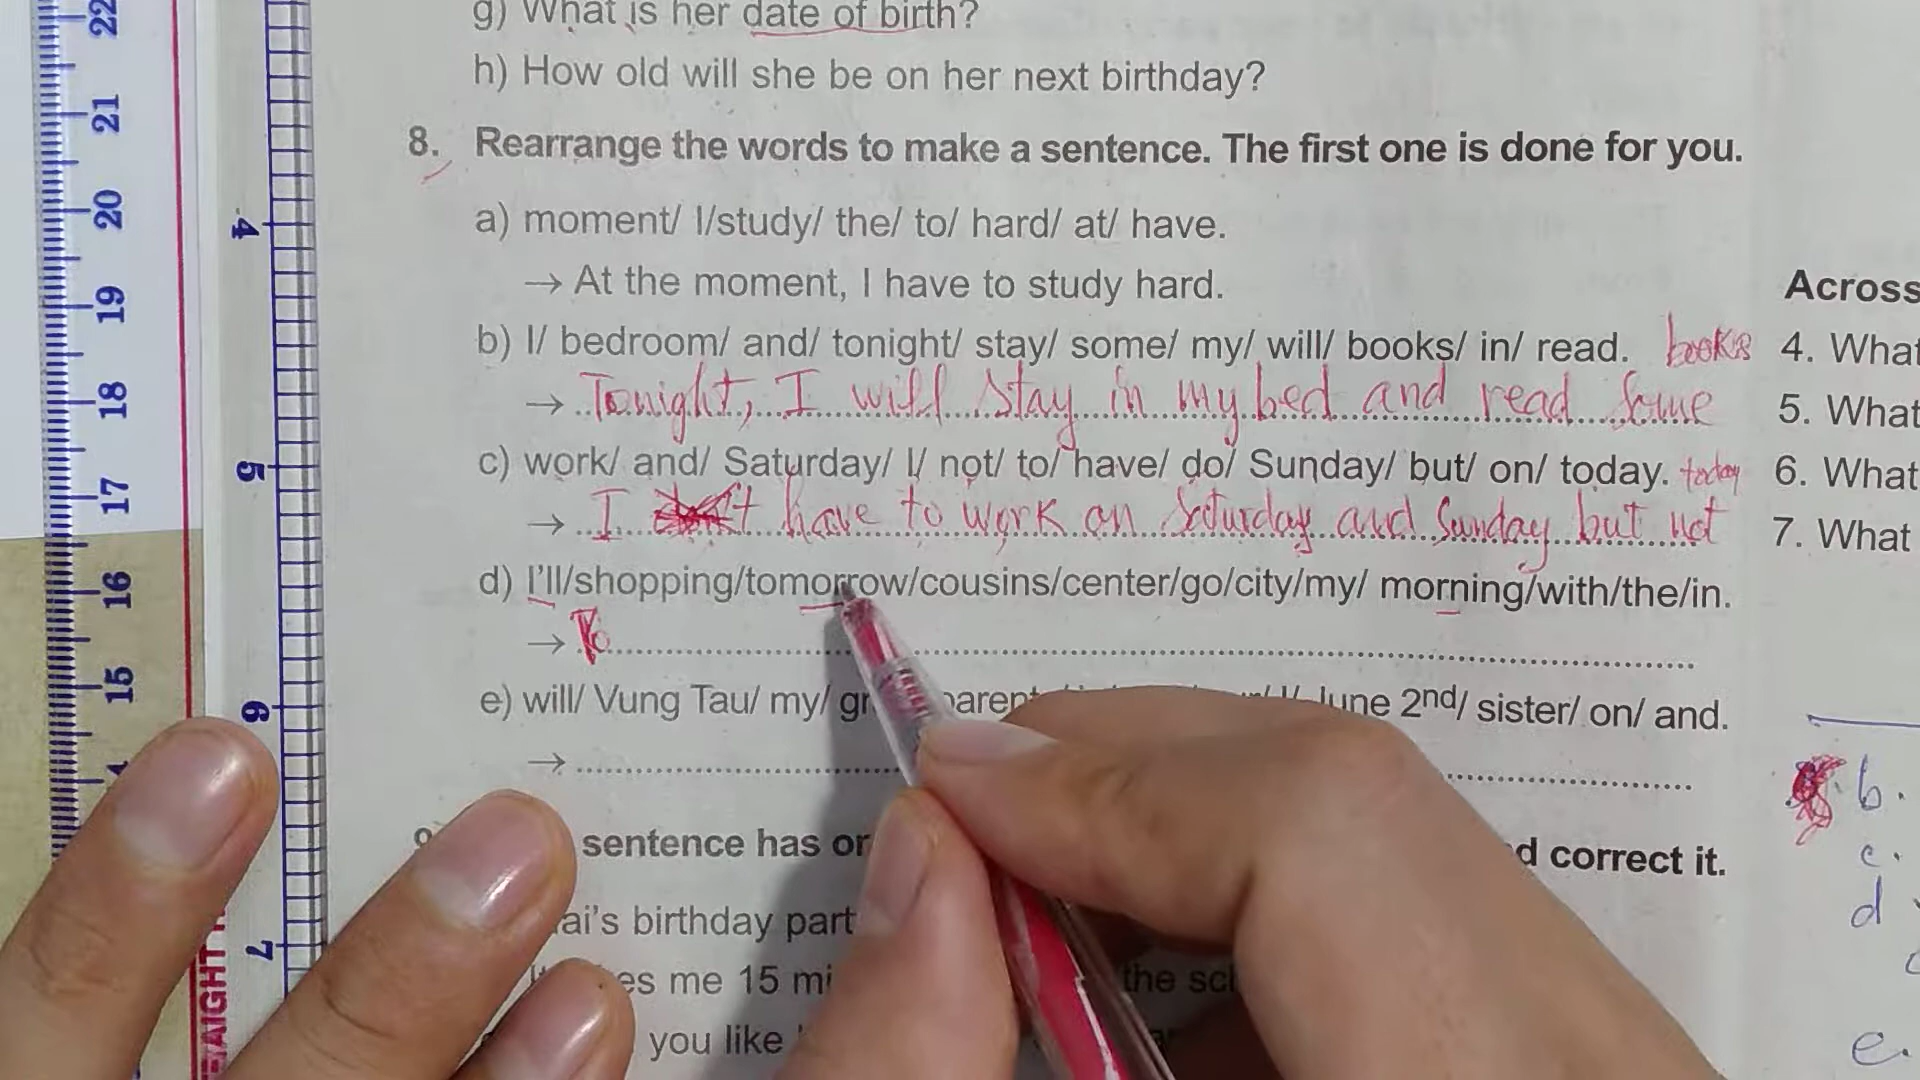 g) What is her date of birth?
h) How old will she be on her next birthday?
8. Rearrange the words to make a sentence. The first one is done for you.
a) moment/ I/study/ the/ to/ hard/ at/ have.
→ At the moment, I have to study hard.
b) I/ bedroom/ and/ tonight/ stay/ some/ my/ will/ books/ in/ read. books
→ Tonight, I will stay in my bed and read some
c) work/ and/ Saturday/ I/ not/ to/ have/ do/ Sunday/ but/ on/ today. today
→ I have to work on Saturday and Sunday but not
d) I'll/shopping/tomorrow/cousins/center/go/city/my/ morning/with/the/in.
→ To
e) will/ Vung Tau/ my/ June 2nd/ sister/ on/ and.
→
sentence has correct it.
birthday
me 15 the
you like
Across
4. What
5. What
6. What
7. What
b.
c.
d
e.
22
21
20
19
18
17
16
15
4
5
6
7